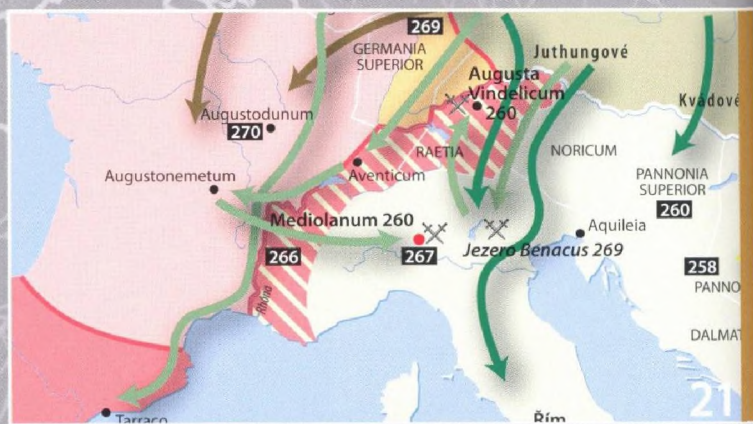 269
GERMANIA
SUPERIOR
Juthungové
Augusta
Vindelicum
260
Kvádové
Augustodunum
270
RAETIA
NORICUM
Augustonemetum
Aventicum
PANNONIA
SUPERIOR
260
Mediolanum 260
Aquileia
266
267
Jezero Benacus 269
258
PANNO
Rhôna
DALMAT
21
Tarraco
Řím